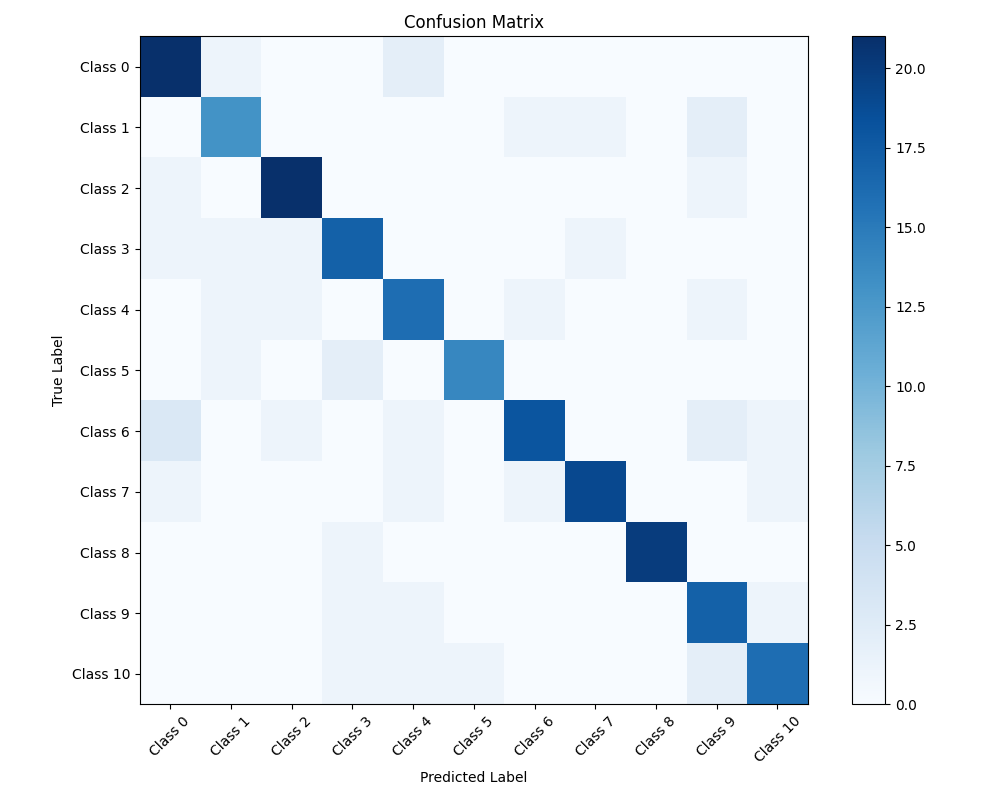 Confusion Matrix
True Label
Class 0
Class 1
Class 2
Class 3
Class 4
Class 5
Class 6
Class 7
Class 8
Class 9
Class 10
Class 0
Class 1
Class 2
Class 3
Class 4
Class 5
Class 6
Class 7
Class 8
Class 9
Class 10
Predicted Label
20.0
17.5
15.0
12.5
10.0
7.5
5.0
2.5
0.0